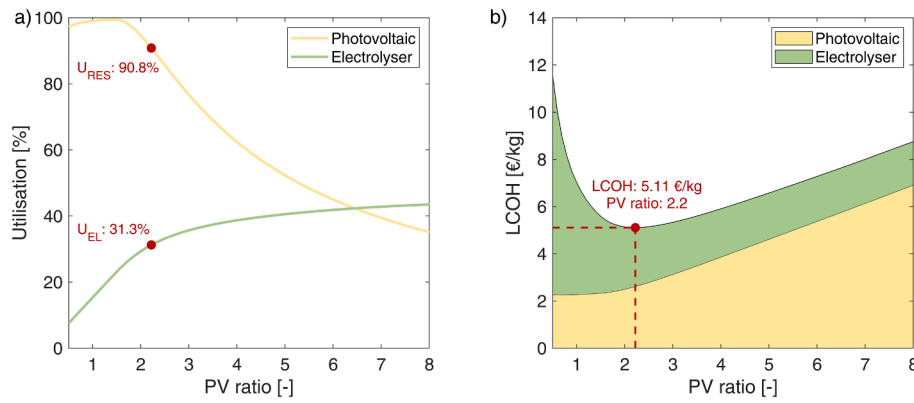 a)
100
80
60
40
20
0
Utilisation [%]
Photovoltaic
Electrolyser
U_RES: 90.8%
U_EL: 31.3%
1 2 3 4 5 6 7 8
PV ratio [-]
b)
14
12
10
8
6
4
2
0
LCOH [€/kg]
Photovoltaic
Electrolyser
LCOH: 5.11 €/kg
PV ratio: 2.2
1 2 3 4 5 6 7 8
PV ratio [-]